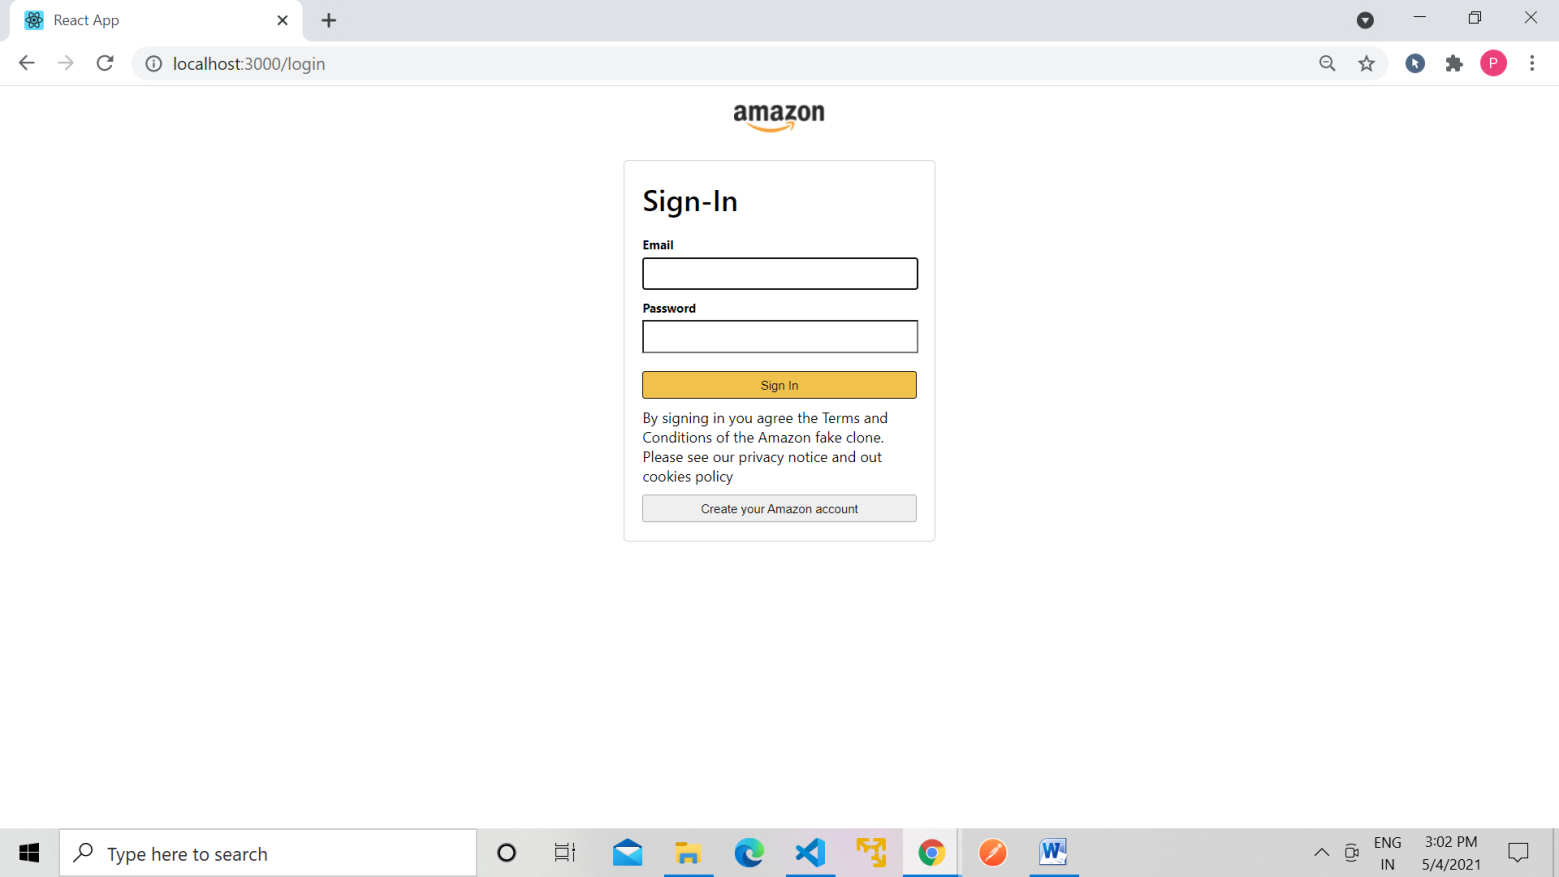 React App
localhost:3000/login
P
amazon
Sign-In
Email
Password
Sign In
By signing in you agree the Terms and
Conditions of the Amazon fake clone.
Please see our privacy notice and out
cookies policy
Create your Amazon account
Type here to search
W
ENG
IN
3:02 PM
5/4/2021